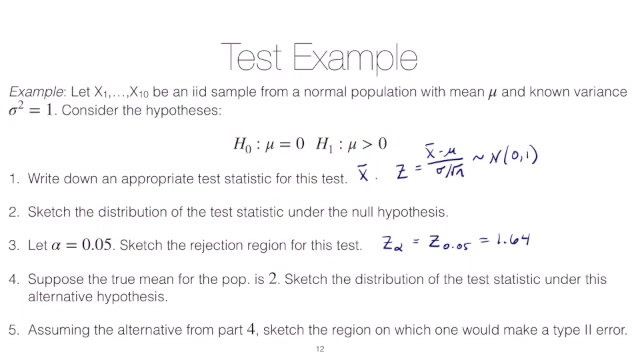 Test Example
Example: Let X₁,…,X₁₀ be an iid sample from a normal population with mean μ and known variance
σ² = 1. Consider the hypotheses:
H₀ : μ = 0 H₁ : μ > 0
1. Write down an appropriate test statistic for this test. X̄ . Z = (X̄ - μ)/(σ/√n) ~ N(0,1)
2. Sketch the distribution of the test statistic under the null hypothesis.
3. Let α = 0.05. Sketch the rejection region for this test. Z_α = Z_0.05 = 1.64
4. Suppose the true mean for the pop. is 2. Sketch the distribution of the test statistic under this
alternative hypothesis.
5. Assuming the alternative from part 4, sketch the region on which one would make a type II error.
12